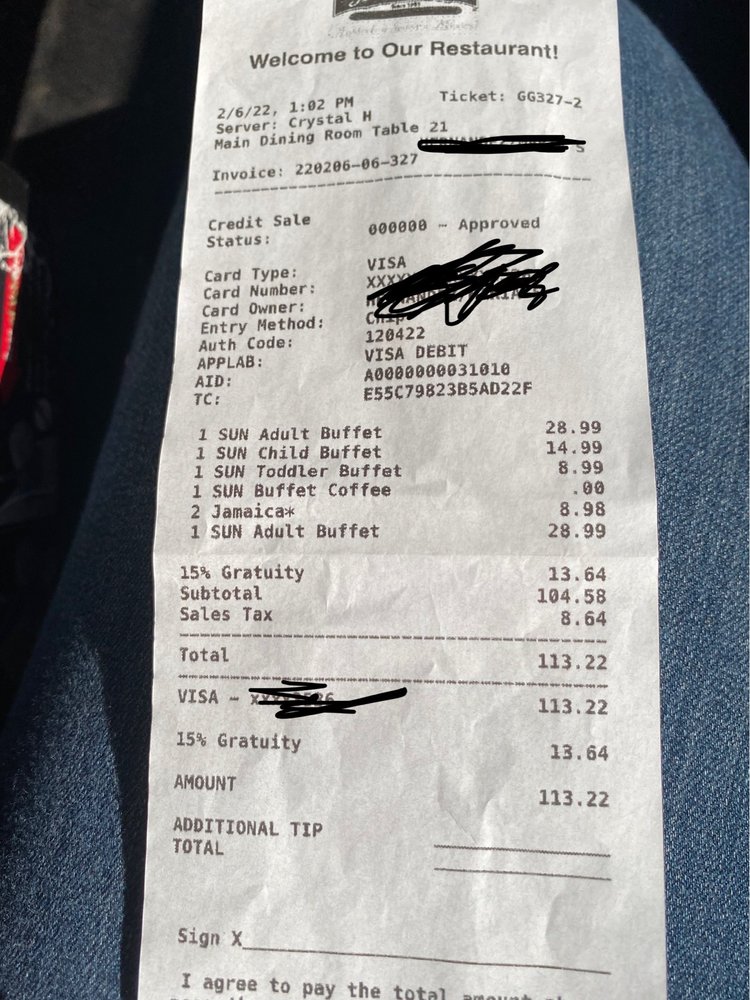 Since 1985
Welcome to Our Restaurant!
2/6/22, 1:02 PM Ticket: GG327-2
Server: Crystal H
Main Dining Room Table 21
Invoice: 220206-06-327
Credit Sale 000000 - Approved
Status:
Card Type: VISA
Card Number:
Card Owner:
Entry Method: Chip
Auth Code: 120422
APPLAB: VISA DEBIT
AID: A0000000031010
TC: E55C79823B5AD22F
1 SUN Adult Buffet 28.99
1 SUN Child Buffet 14.99
1 SUN Toddler Buffet 8.99
1 SUN Buffet Coffee .00
2 Jamaica* 8.98
1 SUN Adult Buffet 28.99
15% Gratuity 13.64
Subtotal 104.58
Sales Tax 8.64
Total 113.22
VISA - 113.22
15% Gratuity 13.64
AMOUNT 113.22
ADDITIONAL TIP
TOTAL
Sign X
I agree to pay the total amount